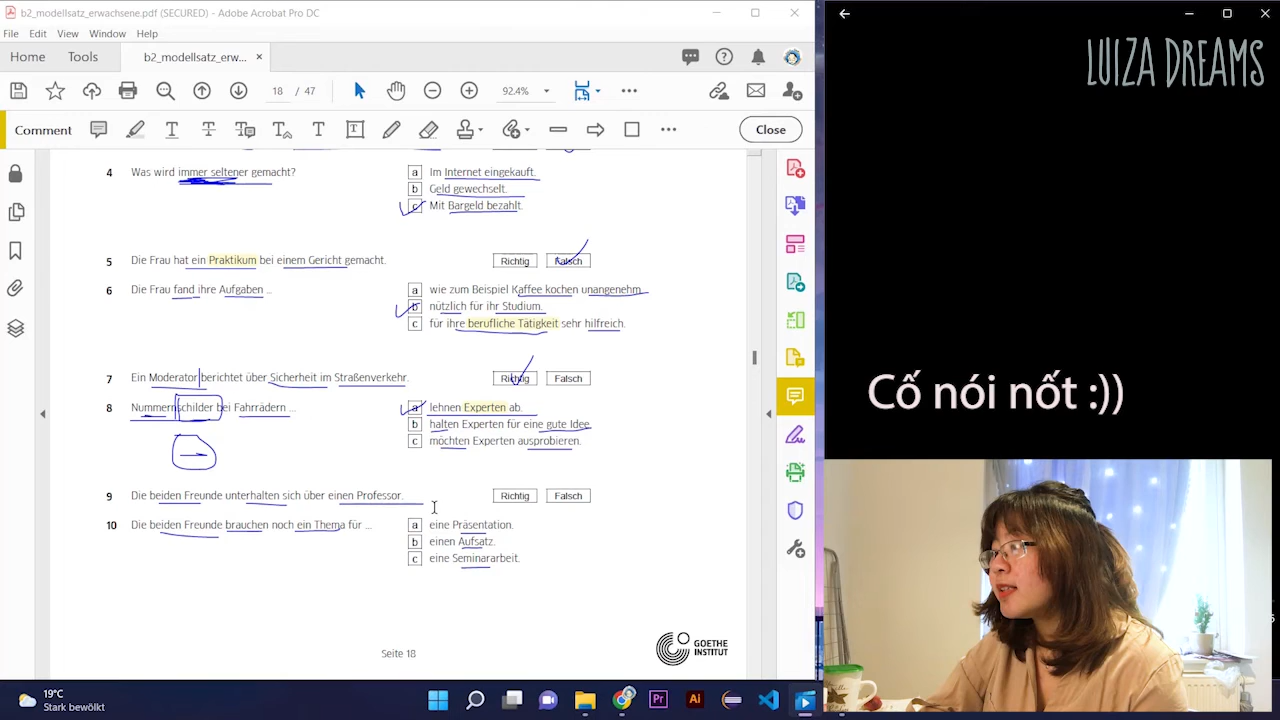 b2_modellsatz_erwachsene.pdf (SECURED) - Adobe Acrobat Pro DC
File Edit View Window Help
Home Tools b2_modellsatz_erw... ×
18 / 47 92.4%
Comment Close
4 Was wird immer seltener gemacht?
a Im Internet eingekauft.
b Geld gewechselt.
c Mit Bargeld bezahlt.
5 Die Frau hat ein Praktikum bei einem Gericht gemacht. Richtig Falsch
6 Die Frau fand ihre Aufgaben ...
a wie zum Beispiel Kaffee kochen unangenehm.
b nützlich für ihr Studium.
c für ihre berufliche Tätigkeit sehr hilfreich.
7 Ein Moderator berichtet über Sicherheit im Straßenverkehr. Richtig Falsch
8 Nummernschilder bei Fahrrädern ...
a lehnen Experten ab.
b halten Experten für eine gute Idee
c möchten Experten ausprobieren.
9 Die beiden Freunde unterhalten sich über einen Professor. Richtig Falsch
10 Die beiden Freunde brauchen noch ein Thema für ...
a eine Präsentation.
b einen Aufsatz.
c eine Seminararbeit.
Seite 18
GOETHE
INSTITUT
19°C
Stark bewölkt
Pr Ai
LUIZA DREAMS
Cố nói nốt :))